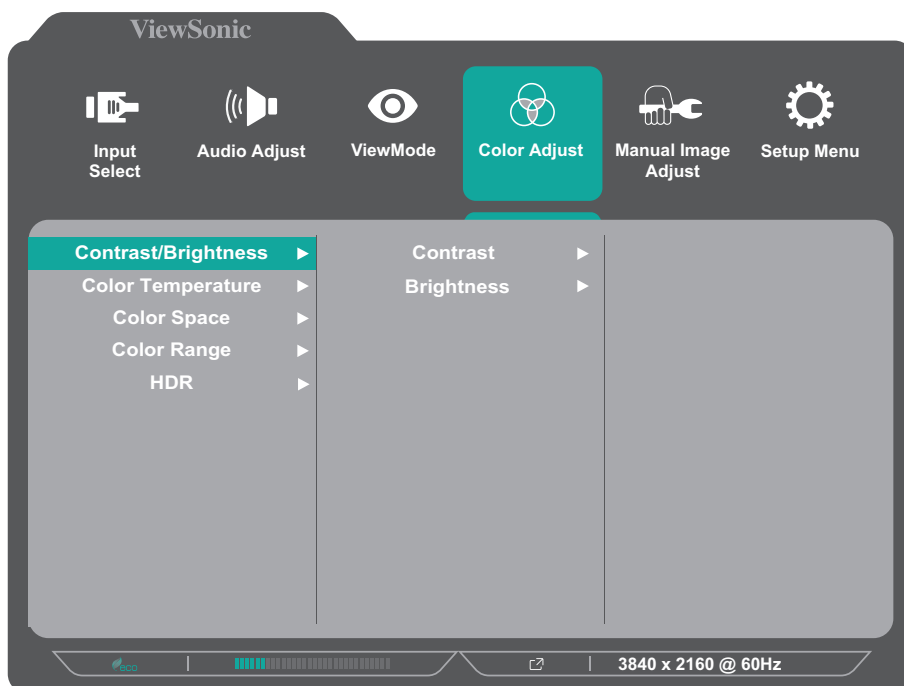 ViewSonic
Input
Select
Audio Adjust
ViewMode
Color Adjust
Manual Image
Adjust
Setup Menu
Contrast/Brightness
Color Temperature
Color Space
Color Range
HDR
Contrast
Brightness
eco
3840 x 2160 @ 60Hz